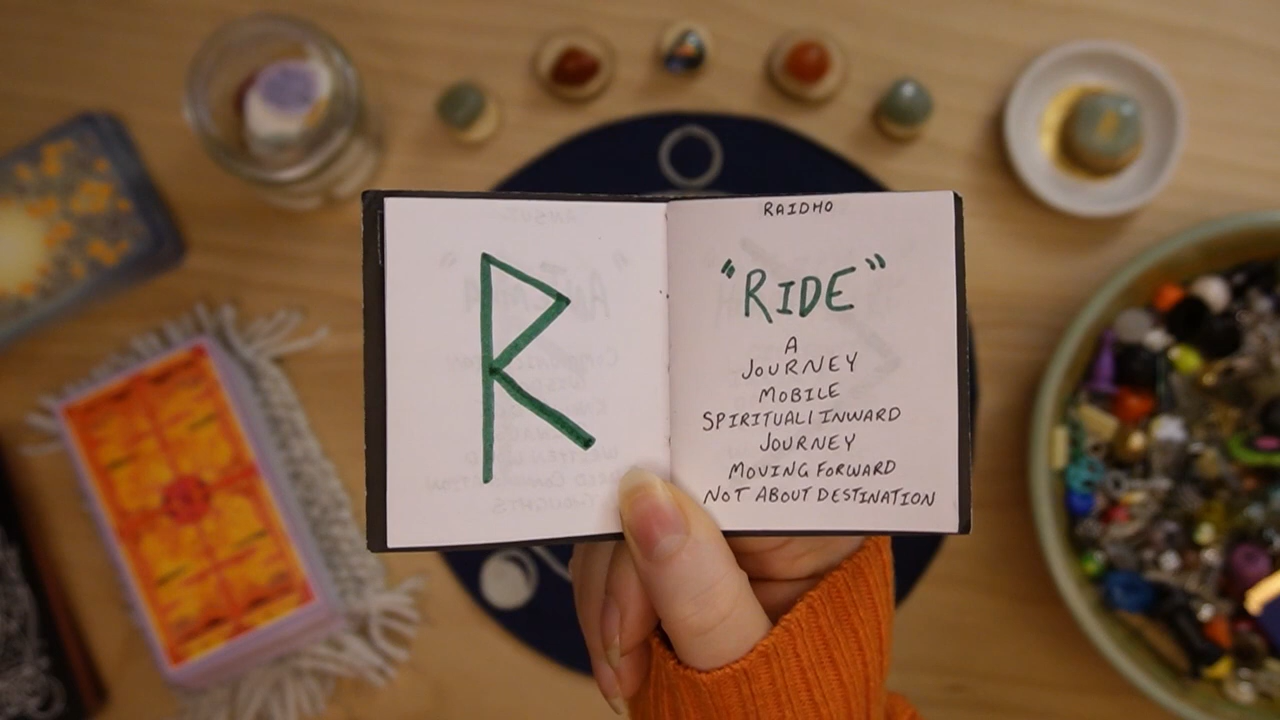 R
RAIDHO
"RIDE"
A
JOURNEY
MOBILE
SPIRITUAL INWARD
JOURNEY
MOVING FORWARD
NOT ABOUT DESTINATION